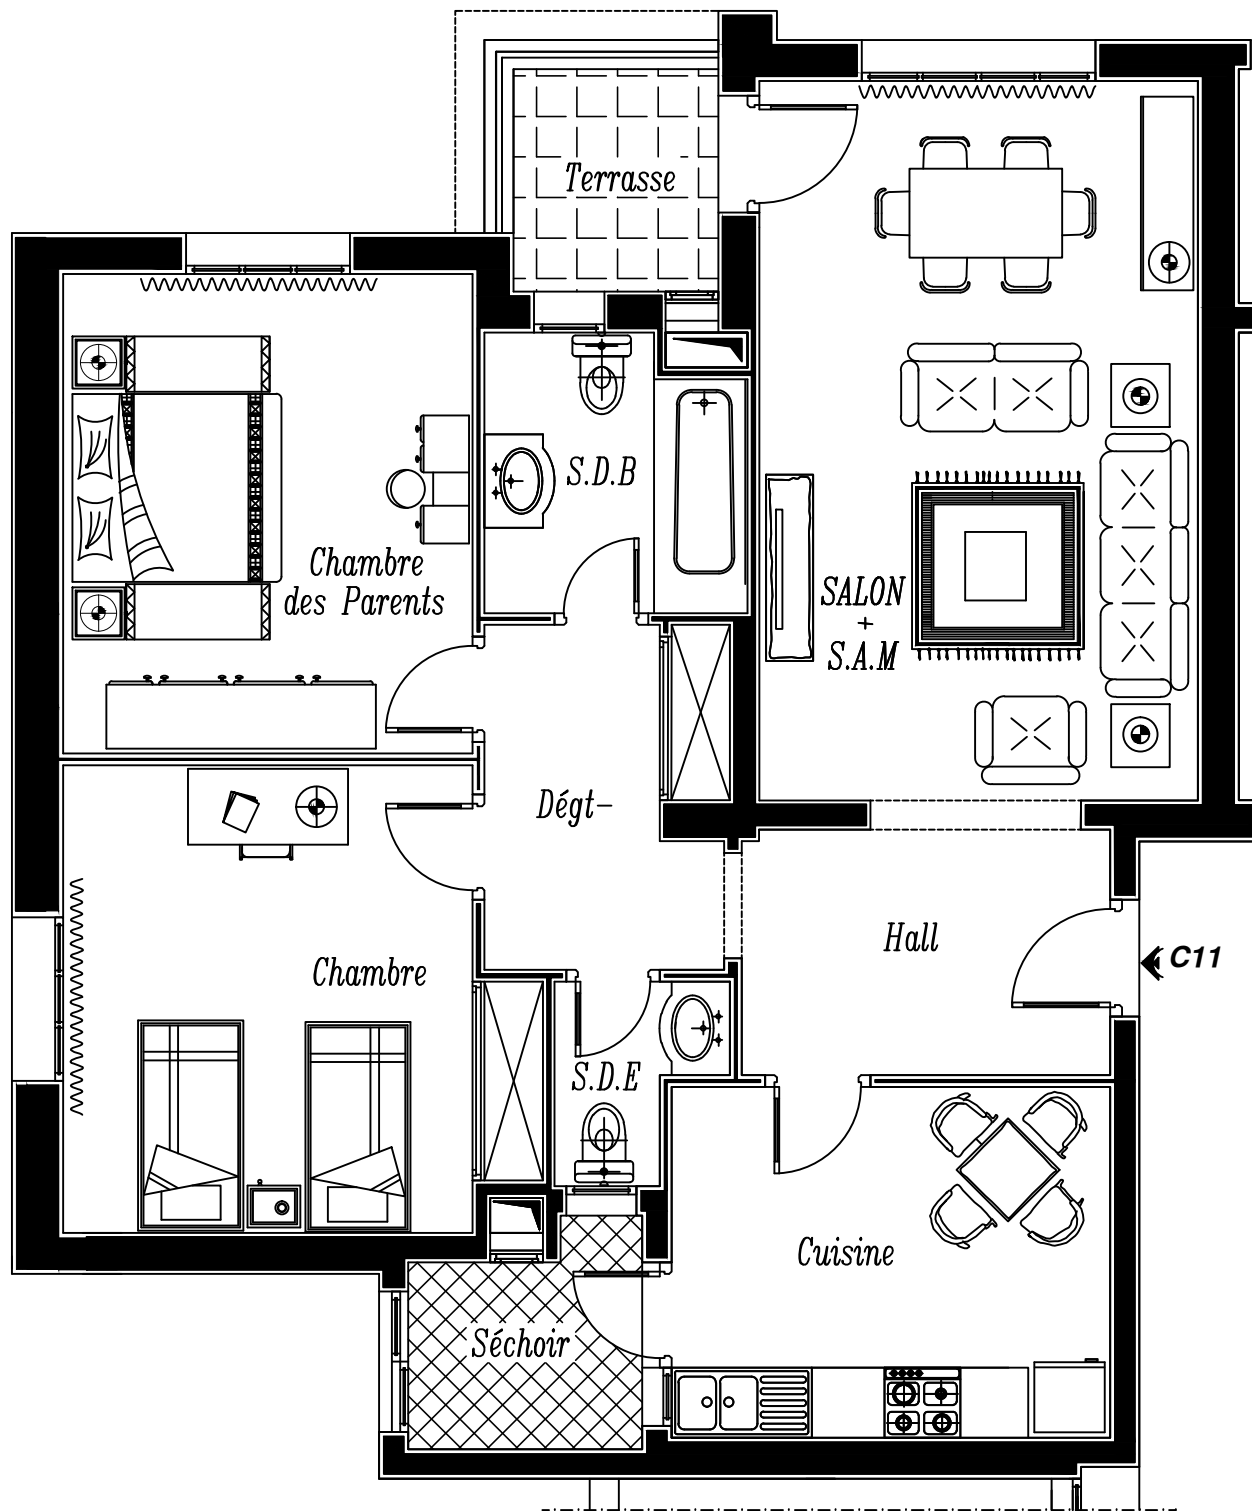 Terrasse
S.D.B
Chambre
des Parents
SALON
+
S.A.M
Dégt-
Hall
C11
Chambre
S.D.E
Cuisine
Séchoir